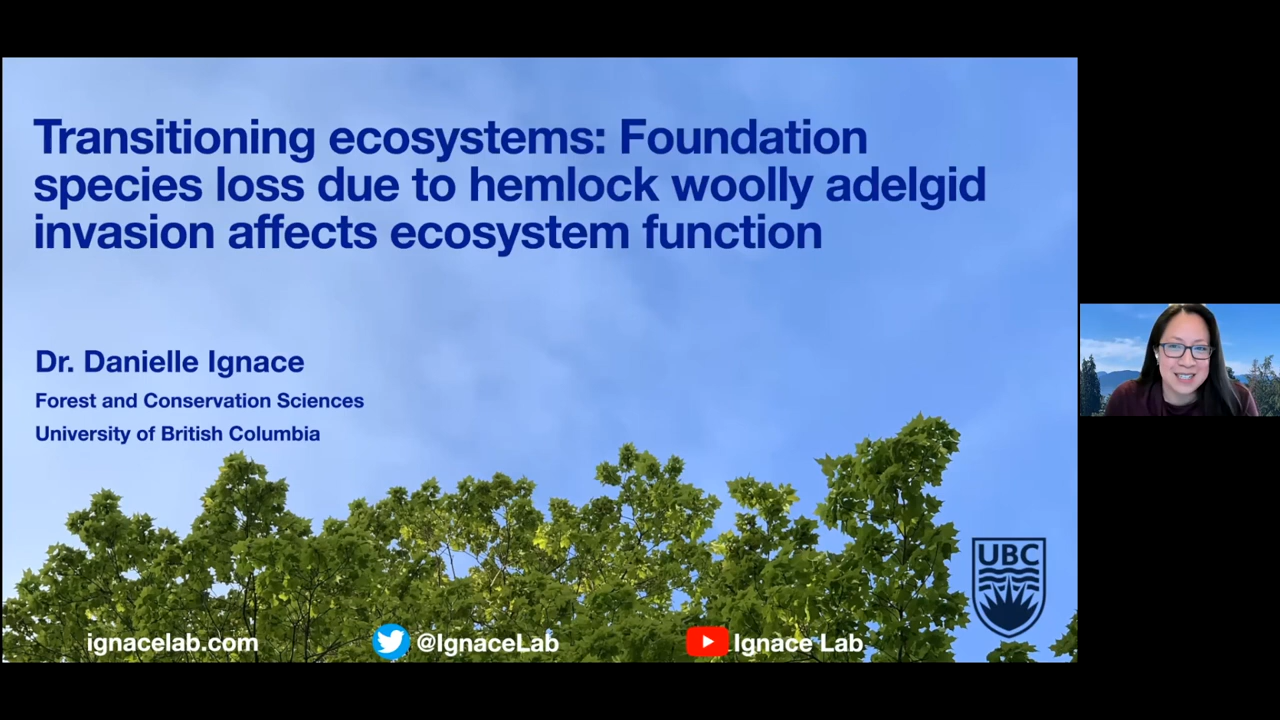 Transitioning ecosystems: Foundation
species loss due to hemlock woolly adelgid
invasion affects ecosystem function
Dr. Danielle Ignace
Forest and Conservation Sciences
University of British Columbia
UBC
ignacelab.com
@IgnaceLab
Ignace Lab